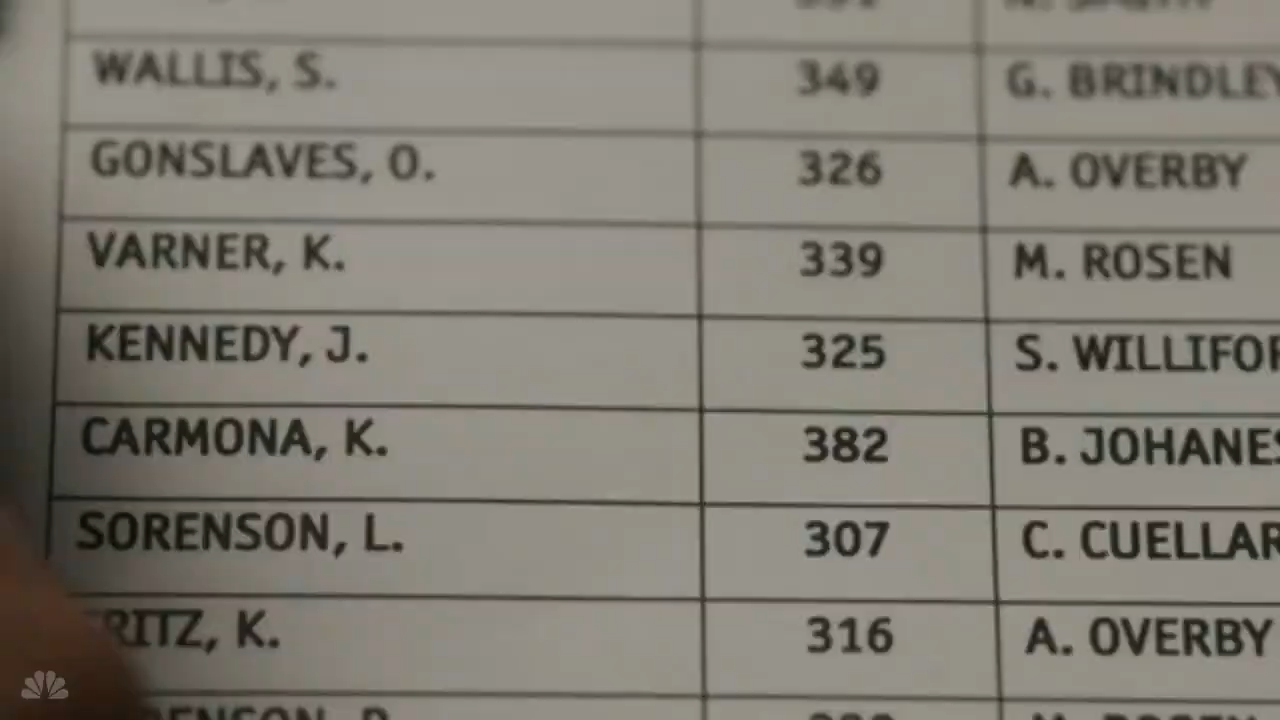 WALLIS, S. 349 G. BRINDLEY
GONSLAVES, O. 326 A. OVERBY
VARNER, K. 339 M. ROSEN
KENNEDY, J. 325 S. WILLIFOR
CARMONA, K. 382 B. JOHANES
SORENSON, L. 307 C. CUELLAR
RITZ, K. 316 A. OVERBY